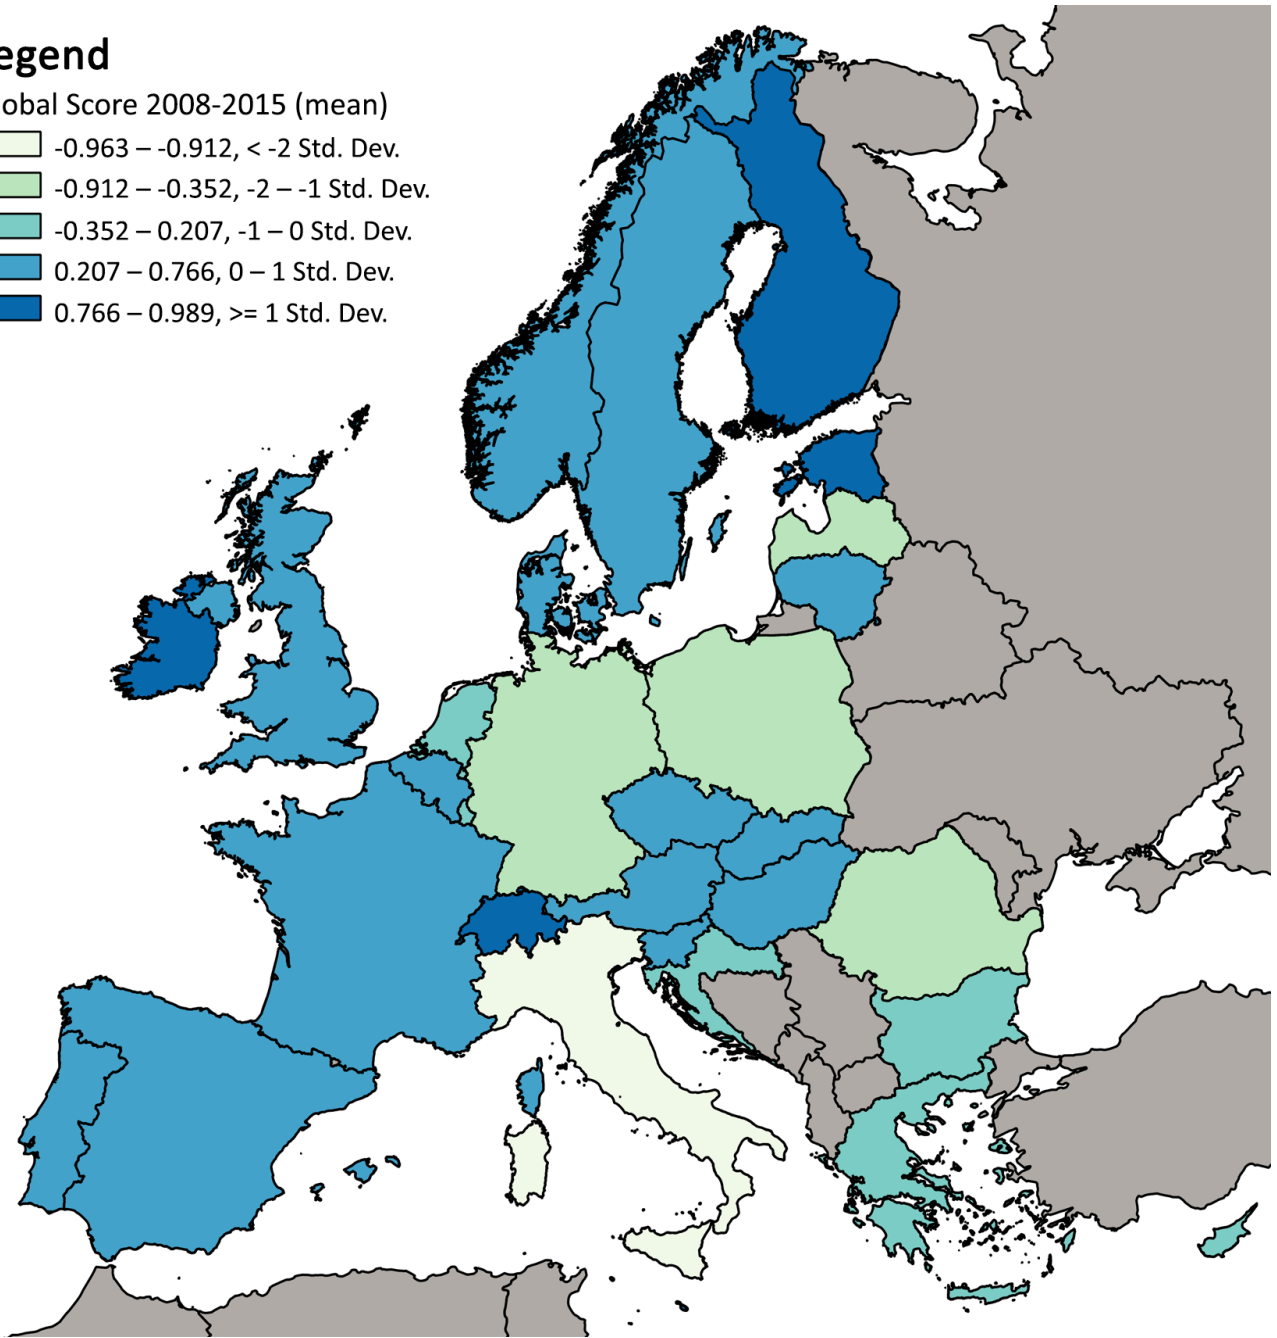 egend
obal Score 2008-2015 (mean)
-0.963 – -0.912, < -2 Std. Dev.
-0.912 – -0.352, -2 – -1 Std. Dev.
-0.352 – 0.207, -1 – 0 Std. Dev.
0.207 – 0.766, 0 – 1 Std. Dev.
0.766 – 0.989, >= 1 Std. Dev.